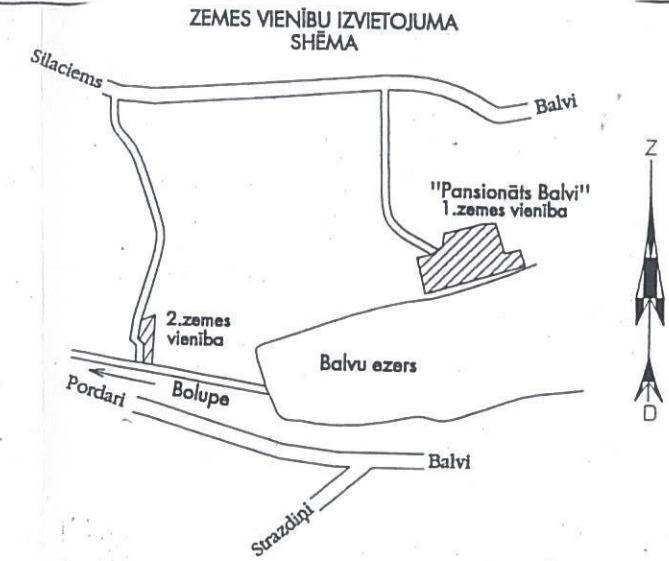 ZEMES VIENĪBU IZVIETOJUMA
SHĒMA
Silaciems
Balvi
Z
"Pansionāts Balvi"
1.zemes vienība
2.zemes
vienība
Balvu ezers
Bolupe
Pordari
D
Balvi
Strazdiņi